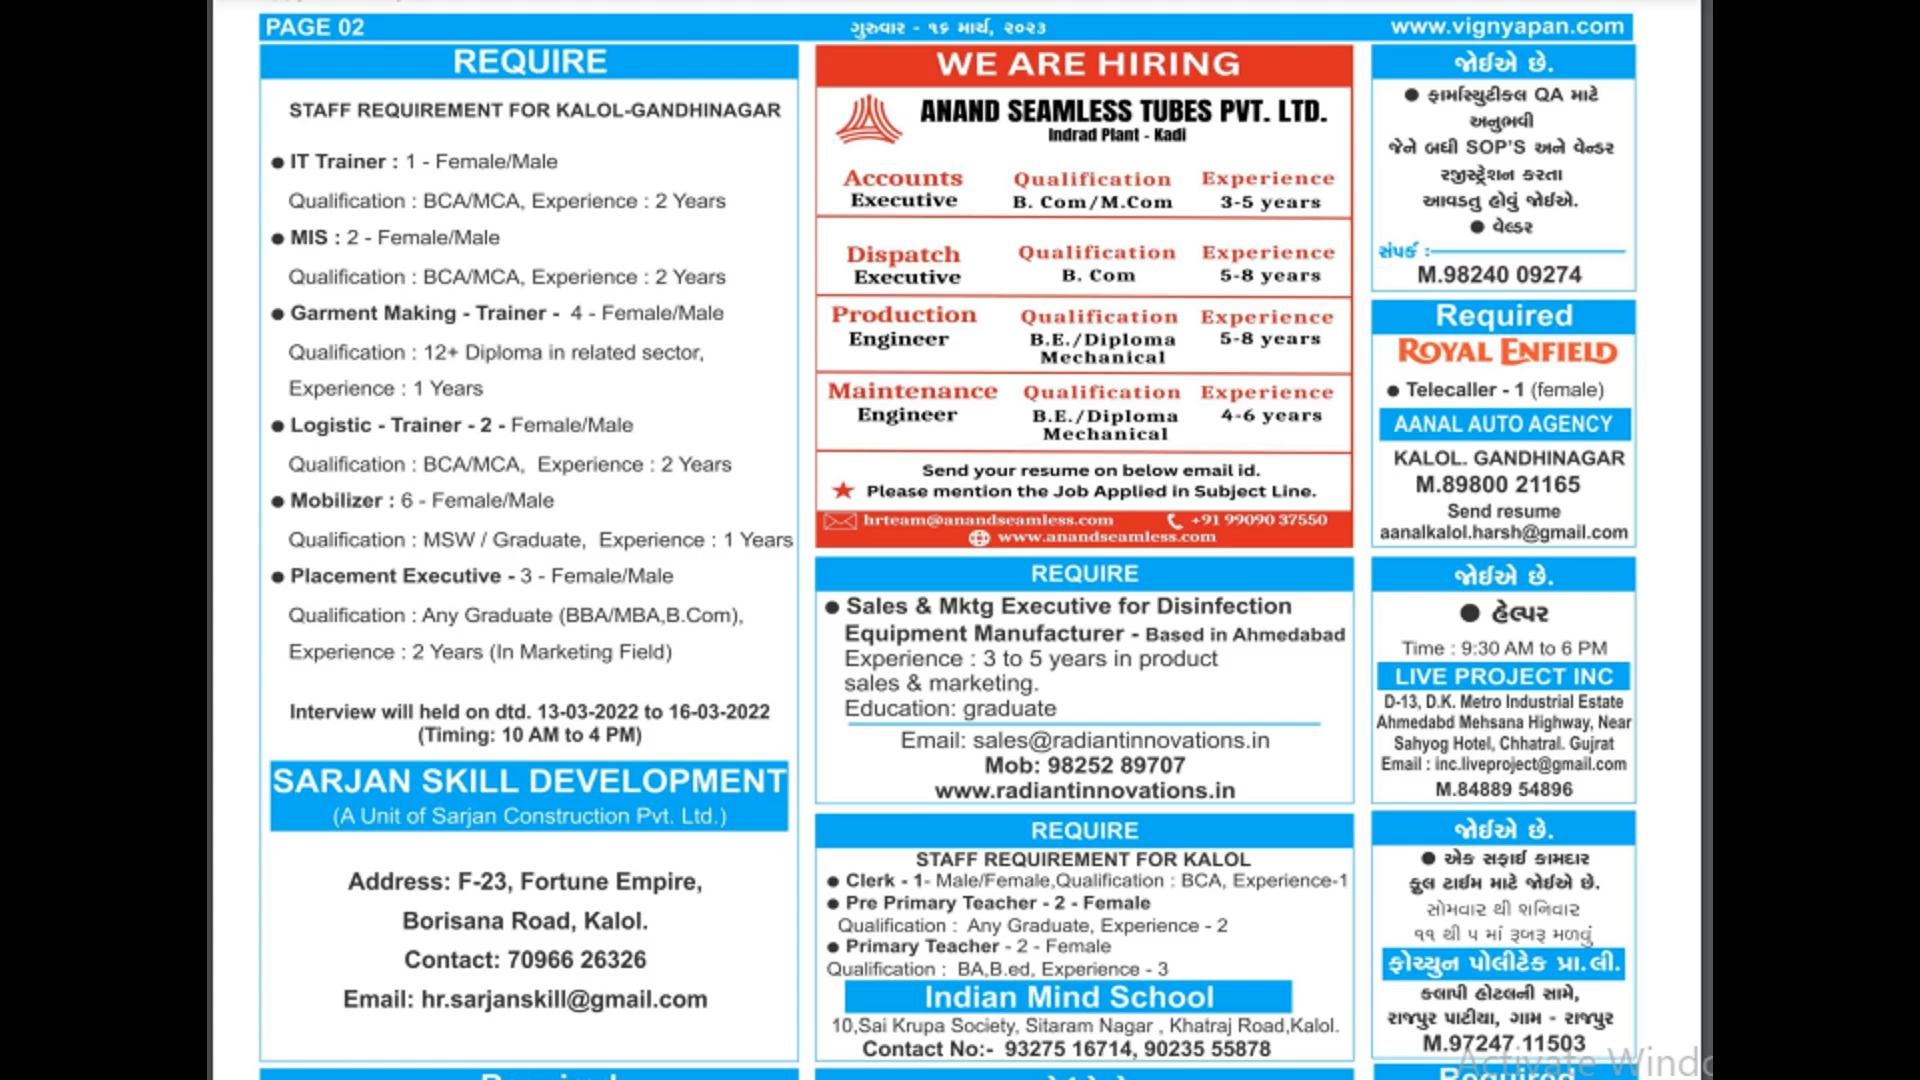 PAGE 02
ગુરુવાર - ૧૬ માર્ચ, ૨૦૨૩
www.vignyapan.com
REQUIRE
STAFF REQUIREMENT FOR KALOL-GANDHINAGAR
● IT Trainer : 1 - Female/Male
Qualification : BCA/MCA, Experience : 2 Years
● MIS : 2 - Female/Male
Qualification : BCA/MCA, Experience : 2 Years
● Garment Making - Trainer - 4 - Female/Male
Qualification : 12+ Diploma in related sector,
Experience : 1 Years
● Logistic - Trainer - 2 - Female/Male
Qualification : BCA/MCA, Experience : 2 Years
● Mobilizer : 6 - Female/Male
Qualification : MSW / Graduate, Experience : 1 Years
● Placement Executive - 3 - Female/Male
Qualification : Any Graduate (BBA/MBA,B.Com),
Experience : 2 Years (In Marketing Field)
Interview will held on dtd. 13-03-2022 to 16-03-2022
(Timing: 10 AM to 4 PM)
SARJAN SKILL DEVELOPMENT
(A Unit of Sarjan Construction Pvt. Ltd.)
Address: F-23, Fortune Empire,
Borisana Road, Kalol.
Contact: 70966 26326
Email: hr.sarjanskill@gmail.com
WE ARE HIRING
ANAND SEAMLESS TUBES PVT. LTD.
Indrad Plant - Kadi
Accounts Qualification Experience
Executive B. Com/M.Com 3-5 years
Dispatch Qualification Experience
Executive B. Com 5-8 years
Production Qualification Experience
Engineer B.E./Diploma 5-8 years
Mechanical
Maintenance Qualification Experience
Engineer B.E./Diploma 4-6 years
Mechanical
Send your resume on below email id.
★ Please mention the Job Applied in Subject Line.
hrteam@anandseamless.com +91 99090 37550
www.anandseamless.com
REQUIRE
● Sales & Mktg Executive for Disinfection
Equipment Manufacturer - Based in Ahmedabad
Experience : 3 to 5 years in product
sales & marketing.
Education: graduate
Email: sales@radiantinnovations.in
Mob: 98252 89707
www.radiantinnovations.in
REQUIRE
STAFF REQUIREMENT FOR KALOL
● Clerk - 1- Male/Female,Qualification : BCA, Experience-1
● Pre Primary Teacher - 2 - Female
Qualification : Any Graduate, Experience - 2
● Primary Teacher - 2 - Female
Qualification : BA,B.ed, Experience - 3
Indian Mind School
10,Sai Krupa Society, Sitaram Nagar , Khatraj Road,Kalol.
Contact No:- 93275 16714, 90235 55878
જોઈએ છે.
● ફાર્માસ્યુટીકલ QA માટે
અનુભવી
જેને બધી SOP'S અને વેન્ડર
રજીસ્ટ્રેશન કરતા
આવડતુ હોવું જોઈએ.
● વેલ્ડર
સંપર્ક :
M.98240 09274
Required
ROYAL ENFIELD
● Telecaller - 1 (female)
AANAL AUTO AGENCY
KALOL. GANDHINAGAR
M.89800 21165
Send resume
aanalkalol.harsh@gmail.com
જોઈએ છે.
● હેલ્પર
Time : 9:30 AM to 6 PM
LIVE PROJECT INC
D-13, D.K. Metro Industrial Estate
Ahmedabd Mehsana Highway, Near
Sahyog Hotel, Chhatral. Gujrat
Email : inc.liveproject@gmail.com
M.84889 54896
જોઈએ છે.
● એક સફાઈ કામદાર
ફુલ ટાઈમ માટે જોઈએ છે.
સોમવાર થી શનિવાર
૧૧ થી ૫ માં રૂબરૂ મળવું
ફોચ્યુન પોલીટેક પ્રા.લી.
કલાપી હોટલની સામે,
રાજપુર પાટીયા, ગામ - રાજપુર
M.97247 11503
Required